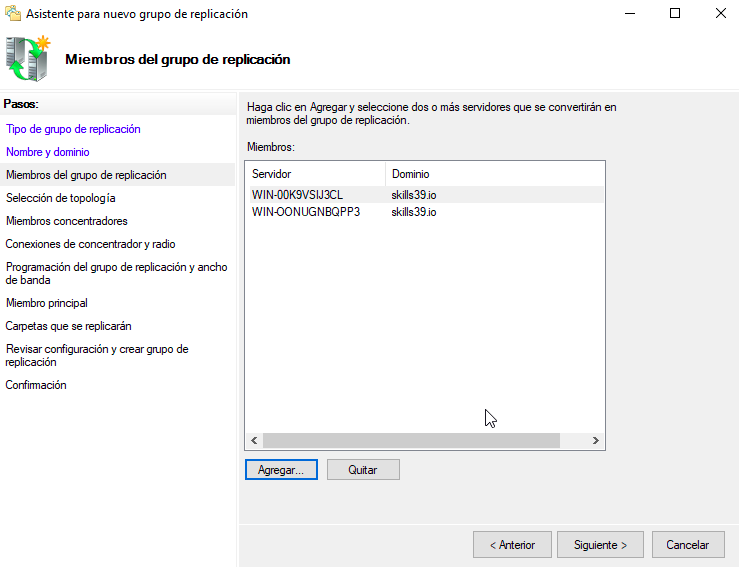 Asistente para nuevo grupo de replicación
Miembros del grupo de replicación
Pasos:
Tipo de grupo de replicación
Nombre y dominio
Miembros del grupo de replicación
Selección de topología
Miembros concentradores
Conexiones de concentrador y radio
Programación del grupo de replicación y ancho
de banda
Miembro principal
Carpetas que se replicarán
Revisar configuración y crear grupo de
replicación
Confirmación
Haga clic en Agregar y seleccione dos o más servidores que se convertirán en
miembros del grupo de replicación.
Miembros:
Servidor Dominio
WIN-00K9VSIJ3CL skills39.io
WIN-OONUGNBQPP3 skills39.io
Agregar... Quitar
< Anterior Siguiente > Cancelar